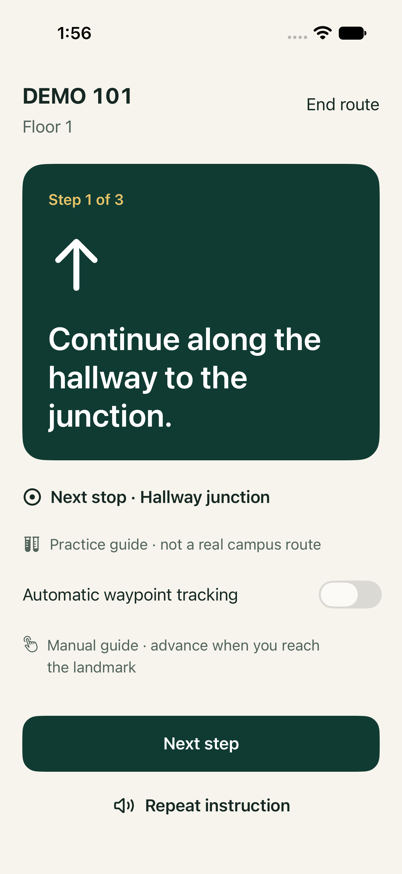 1:56
DEMO 101
End route
Floor 1
Step 1 of 3
Continue along the
hallway to the
junction.
Next stop · Hallway junction
Practice guide · not a real campus route
Automatic waypoint tracking
Manual guide · advance when you reach
the landmark
Next step
Repeat instruction